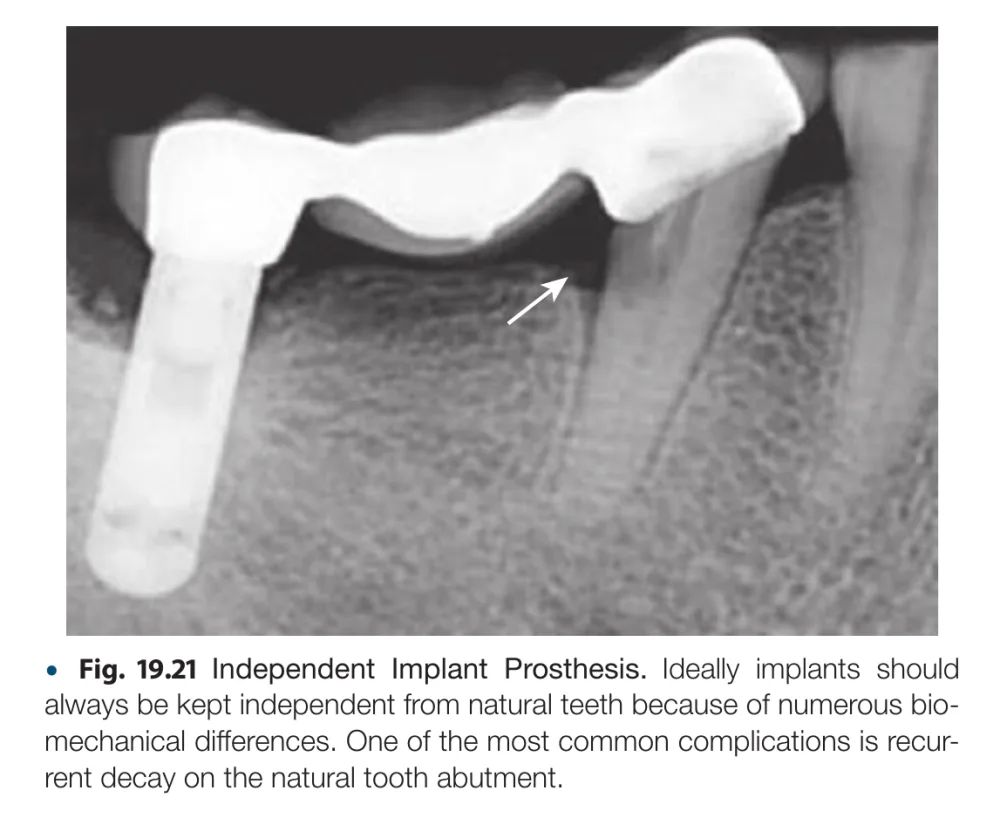 • Fig. 19.21 Independent Implant Prosthesis. Ideally implants should
always be kept independent from natural teeth because of numerous bio-
mechanical differences. One of the most common complications is recur-
rent decay on the natural tooth abutment.